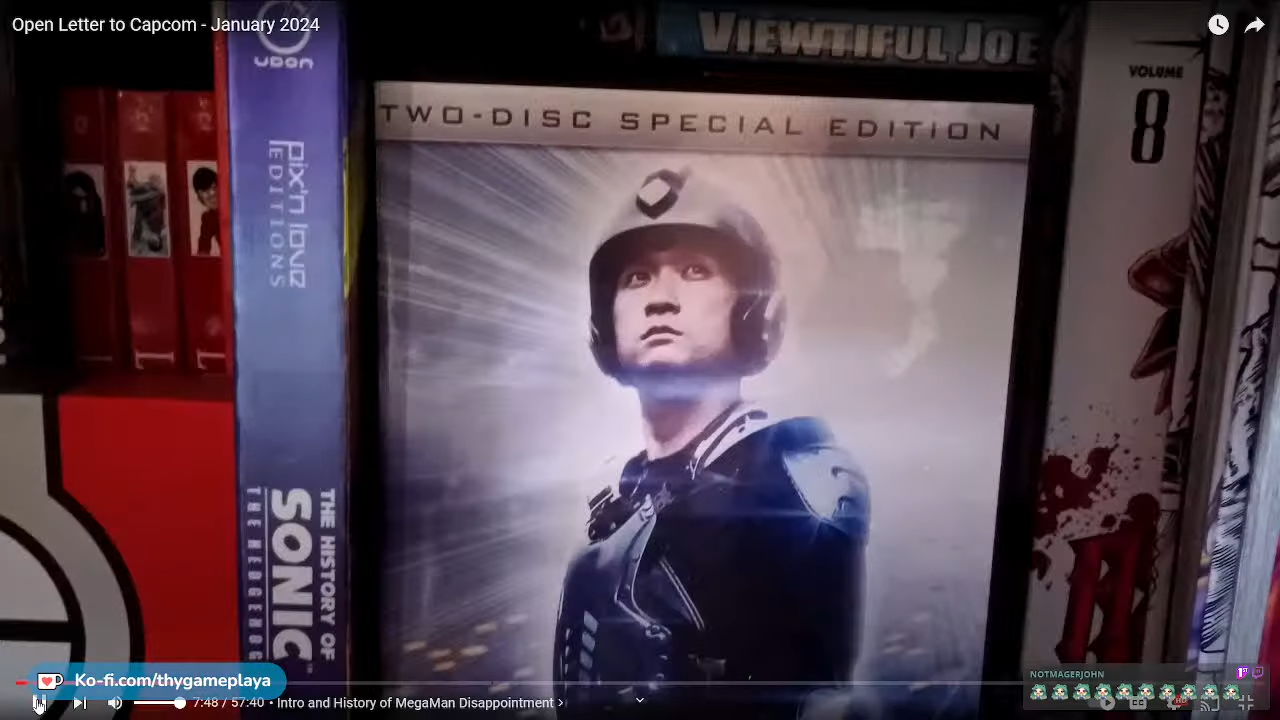 Open Letter to Capcom - January 2024
VIEWTIFUL JOE
UDON
VOLUME
8
TWO-DISC SPECIAL EDITION
pix'n love
EDITIONS
THE HISTORY OF
SONIC
THE HEDGEHOG
Ko-fi.com/thygameplaya
7:48 / 57:40 • Intro and History of MegaMan Disappointment >
NOTMAGERJOHN
CC
HD